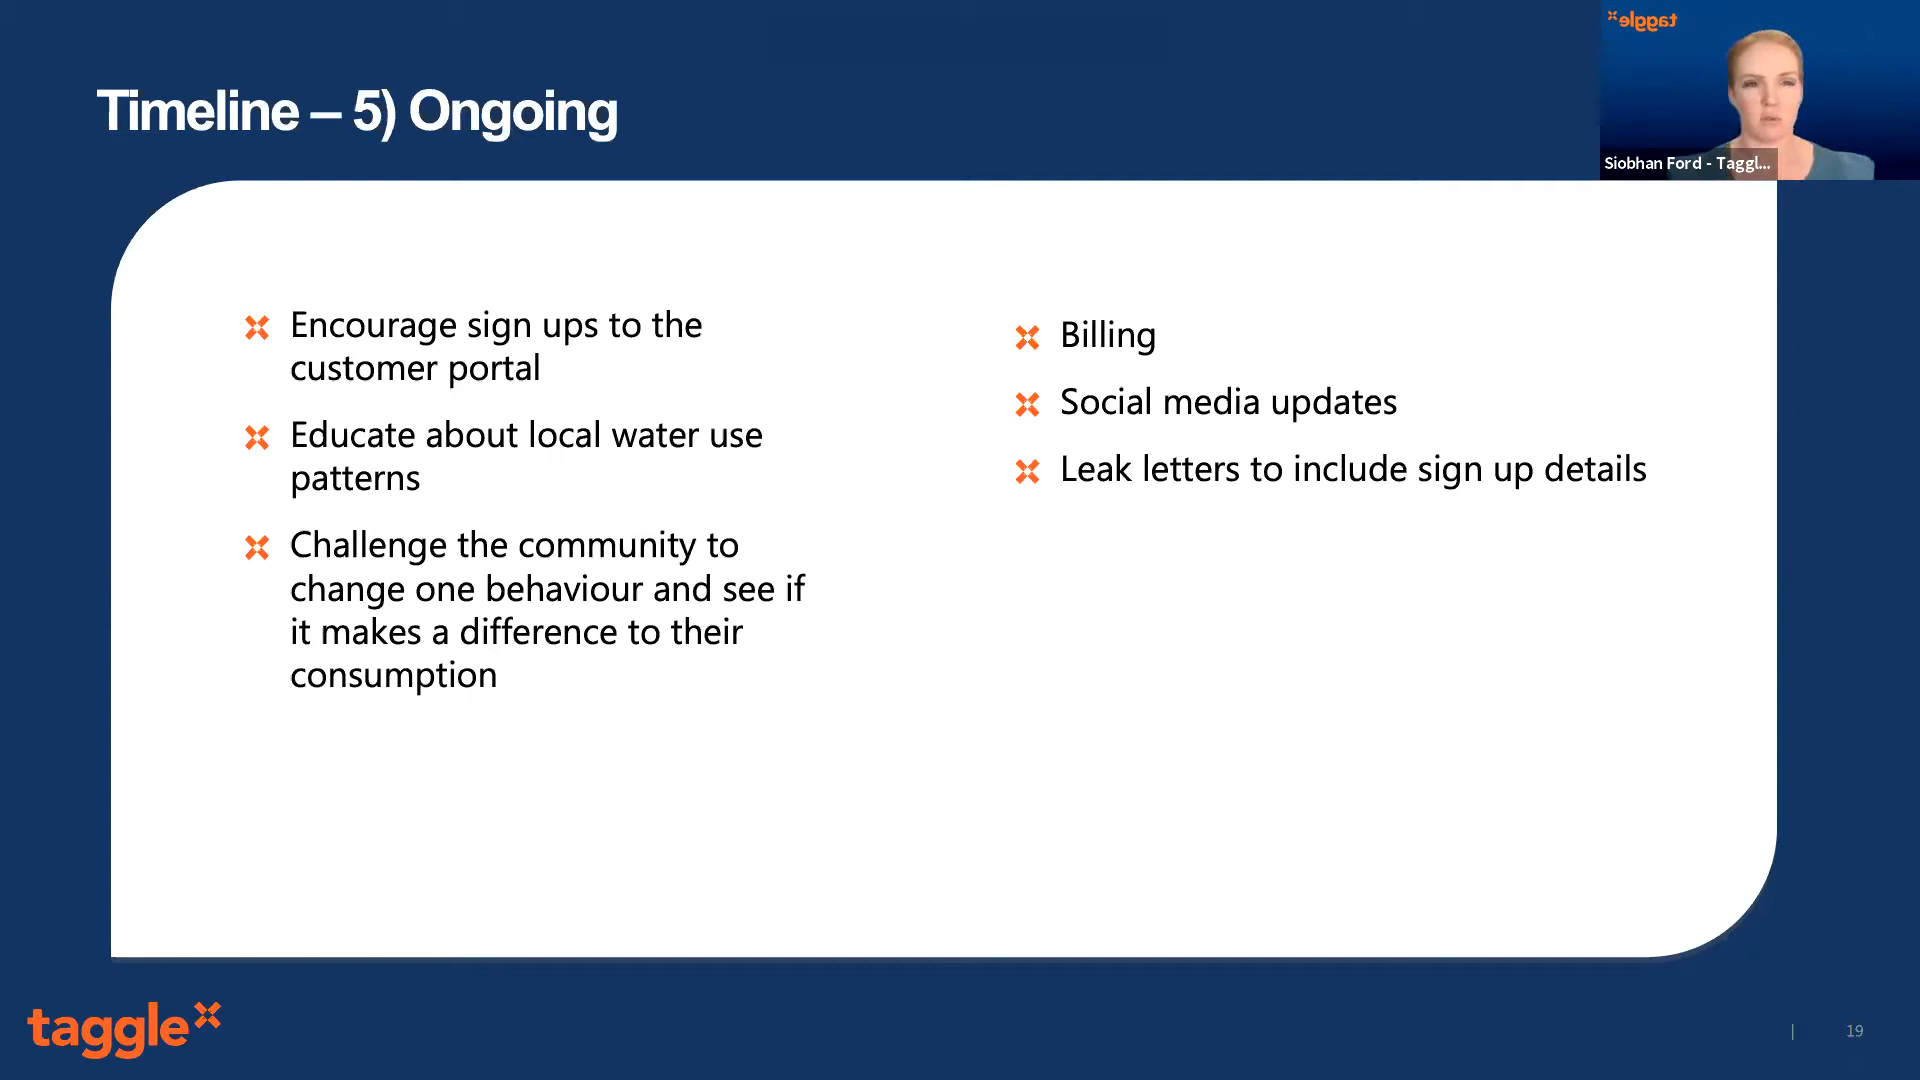 taggle
Timeline – 5) Ongoing
Siobhan Ford - Taggl...
Encourage sign ups to the
customer portal
Educate about local water use
patterns
Challenge the community to
change one behaviour and see if
it makes a difference to their
consumption
Billing
Social media updates
Leak letters to include sign up details
taggle
| 19